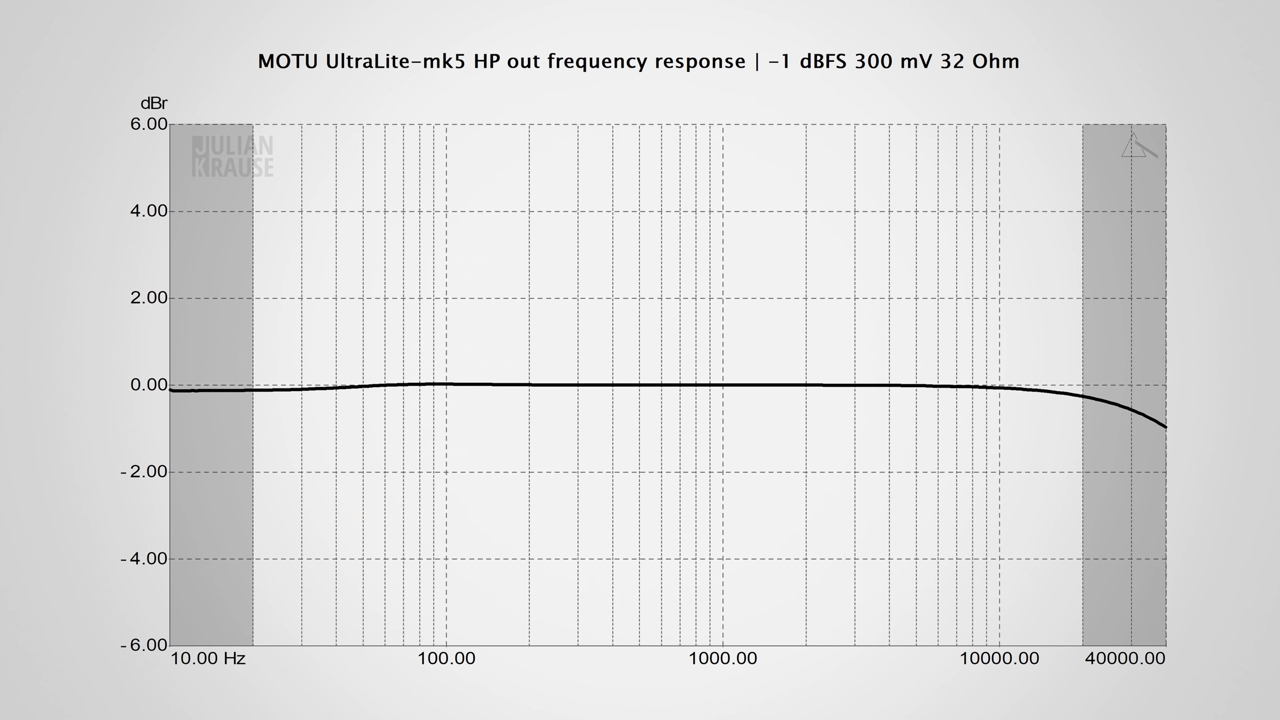 MOTU UltraLite-mk5 HP out frequency response | -1 dBFS 300 mV 32 Ohm
dBr
6.00
JULIAN
KRAUSE
4.00
2.00
0.00
-2.00
-4.00
-6.00
10.00 Hz 100.00 1000.00 10000.00 40000.00